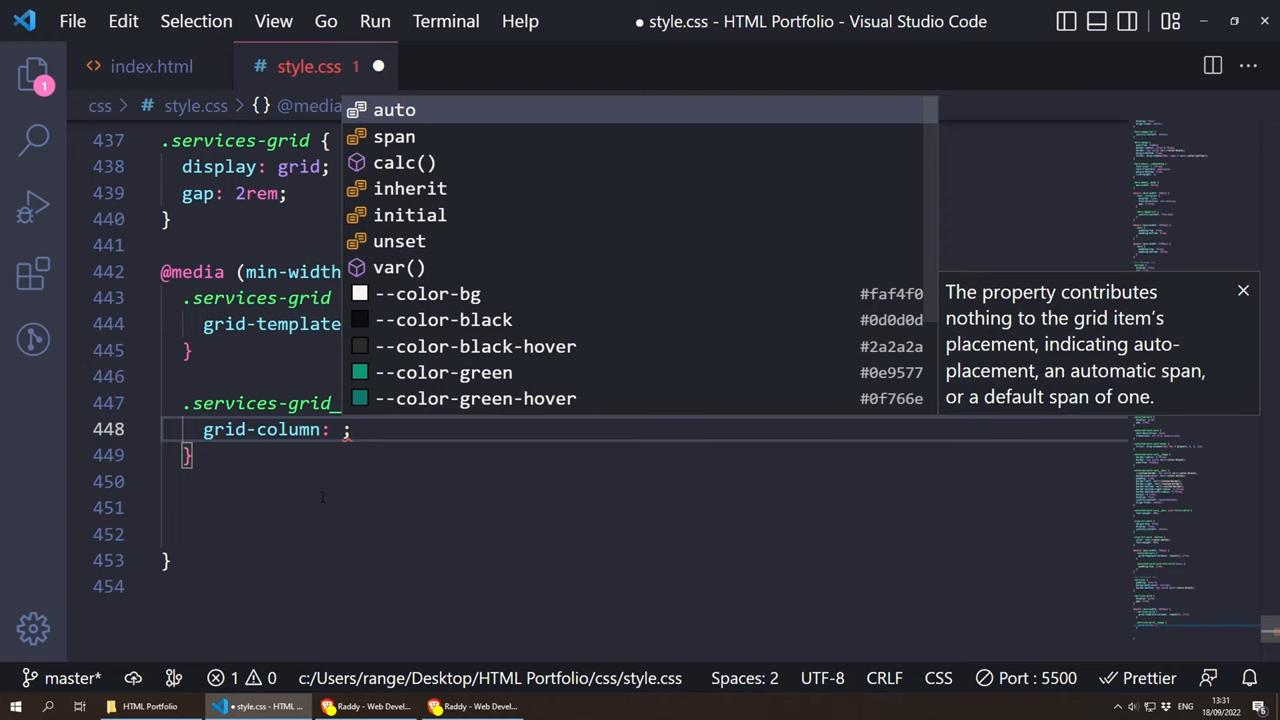 File Edit Selection View Go Run Terminal Help ● style.css - HTML Portfolio - Visual Studio Code
index.html # style.css 1
css > # style.css > {} @media
437 .services-grid {
438 display: grid;
439 gap: 2rem;
440 }
441
442 @media (min-width
443 .services-grid
444 grid-template
445 }
446
447 .services-grid_
448 grid-column: ;
449 }
450
451
452
453 }
454
auto
span
calc()
inherit
initial
unset
var()
--color-bg #faf4f0
--color-black #0d0d0d
--color-black-hover #2a2a2a
--color-green #0e9577
--color-green-hover #0f766e
The property contributes
nothing to the grid item's
placement, indicating auto-
placement, an automatic span,
or a default span of one.
1
master* 1 0 c:/Users/range/Desktop/HTML Portfolio/css/style.css Spaces: 2 UTF-8 CRLF CSS Port : 5500 Prettier
HTML Portfolio ● style.css - HTML ... Raddy - Web Devel... Raddy - Web Devel... 13:31
18/09/2022